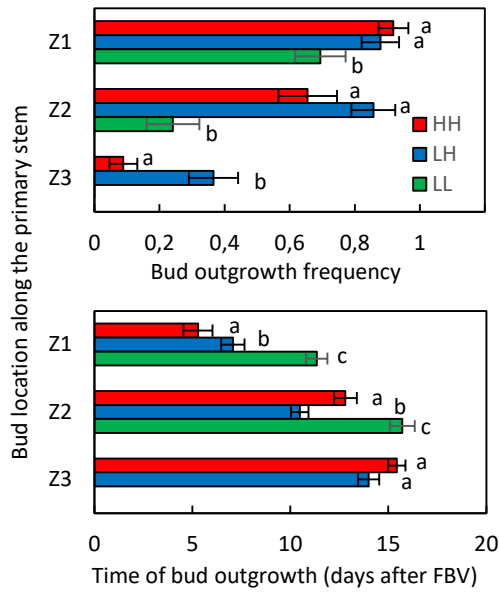 Bud location along the primary stem
Z1
a
a
b
Z2
a
a
b
HH
LH
LL
Z3
a
b
0 0,2 0,4 0,6 0,8 1
Bud outgrowth frequency
Z1
a
b
c
Z2
a
b
c
Z3
a
a
0 5 10 15 20
Time of bud outgrowth (days after FBV)